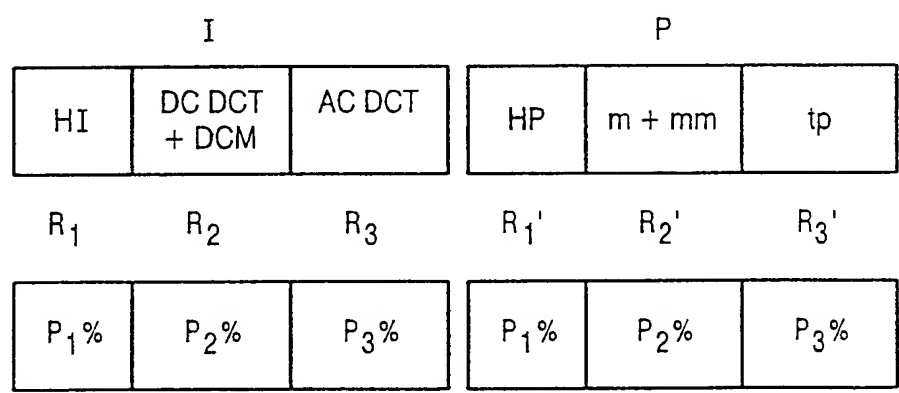 I P
HI DC DCT + DCM AC DCT HP m + mm tp
R1 R2 R3 R1' R2' R3'
P1% P2% P3% P1% P2% P3%